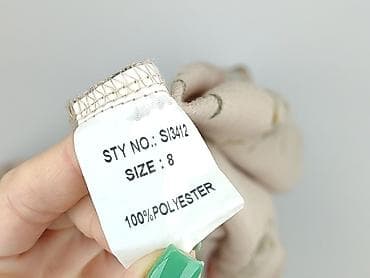 STY NO.: SI3412
SIZE : 8
100%POLYESTER